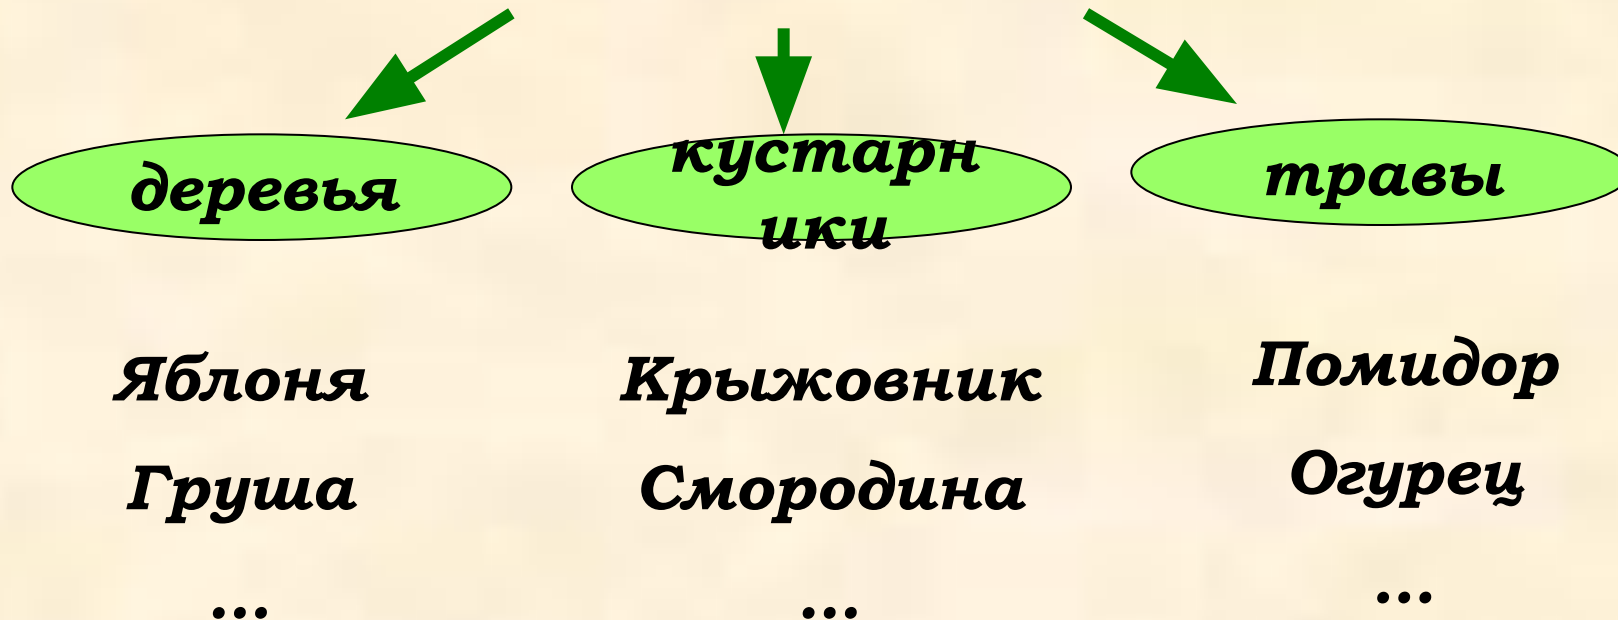 деревья
кустарн
ики
травы
Яблоня
Груша
...
Крыжовник
Смородина
...
Помидор
Огурец
...